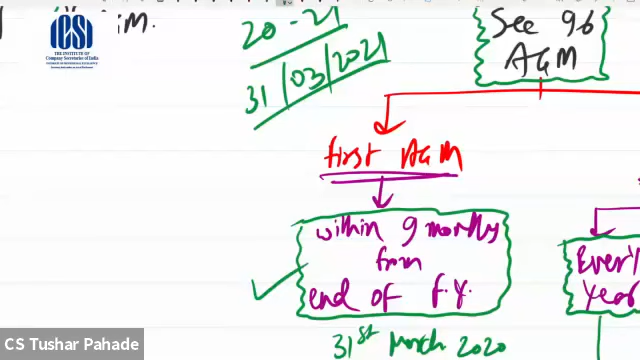 ICSI
THE INSTITUTE OF
Company Secretaries of India
20-21
31/03/2021
See 96
AGM
first AGM
within 9 months
from
end of f.Y.
Every
Year
31st March 2020
CS Tushar Pahade